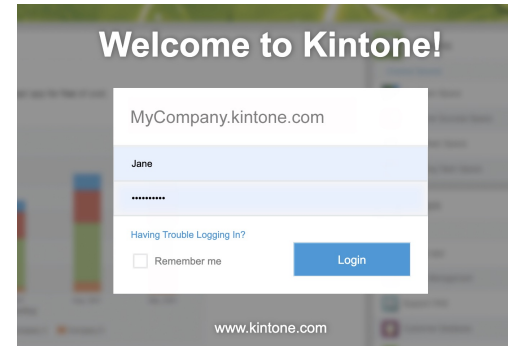 Welcome to Kintone!
MyCompany.kintone.com
Jane
••••••••••
Having Trouble Logging In?
Remember me
Login
www.kintone.com